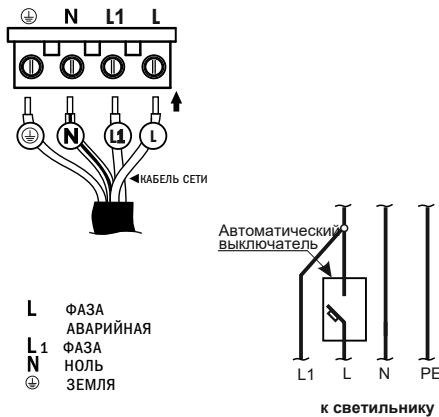 N L1 L
N L1 L
КАБЕЛЬ СЕТИ
Автоматический
выключатель
L ФАЗА
АВАРИЙНАЯ
L1 ФАЗА
N НОЛЬ
ЗЕМЛЯ
L1 L N PE
к светильнику